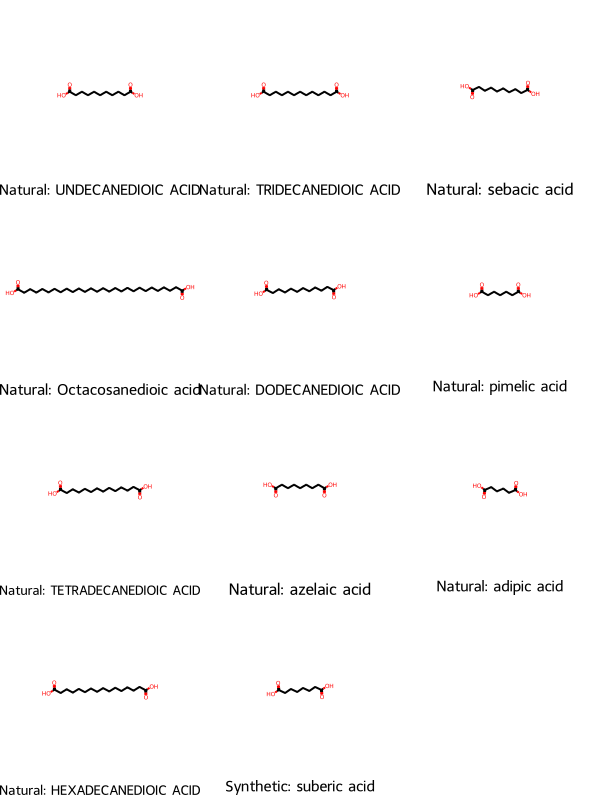 O O O O O
HO OH HO OH HO
O OH
Natural: UNDECANEDIOIC ACID
Natural: TRIDECANEDIOIC ACID
Natural: sebacic acid
O OH O OH O O
HO O HO O HO OH
Natural: Octacosanedioic acid
Natural: DODECANEDIOIC ACID
Natural: pimelic acid
O OH HO OH HO O
HO O O O O OH
Natural: TETRADECANEDIOIC ACID
Natural: azelaic acid
Natural: adipic acid
O OH O OH
HO O HO O
Natural: HEXADECANEDIOIC ACID
Synthetic: suberic acid